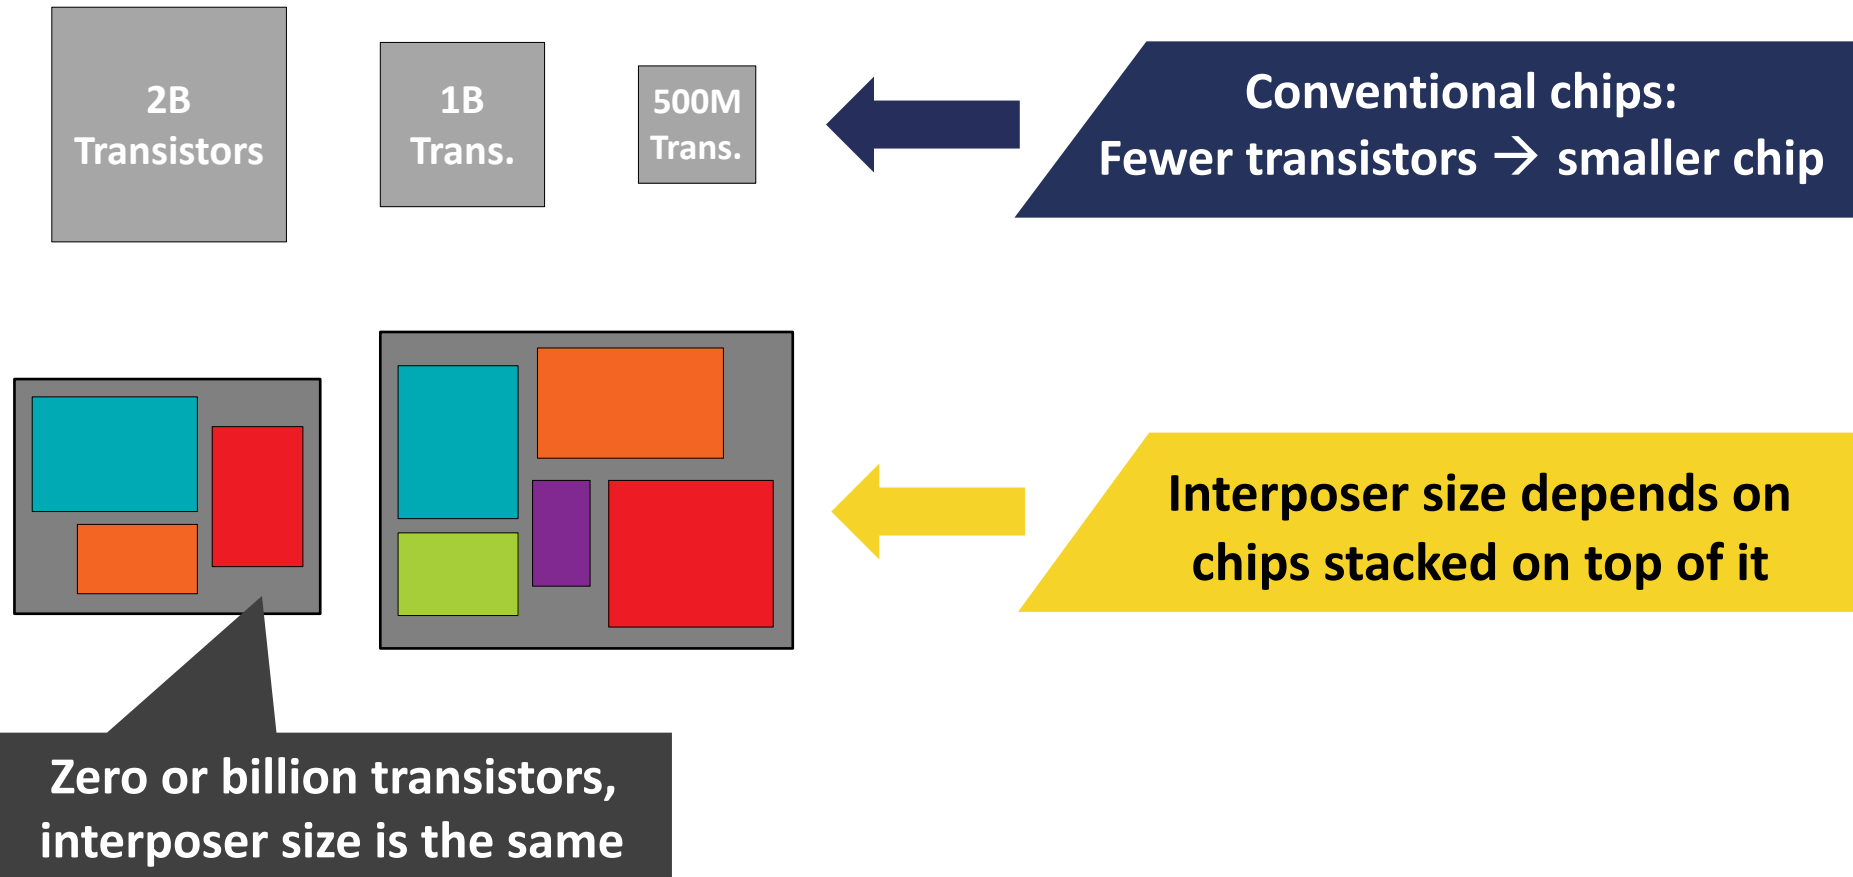 2B
Transistors
1B
Trans.
500M
Trans.
Conventional chips:
Fewer transistors → smaller chip
Interposer size depends on
chips stacked on top of it
Zero or billion transistors,
interposer size is the same